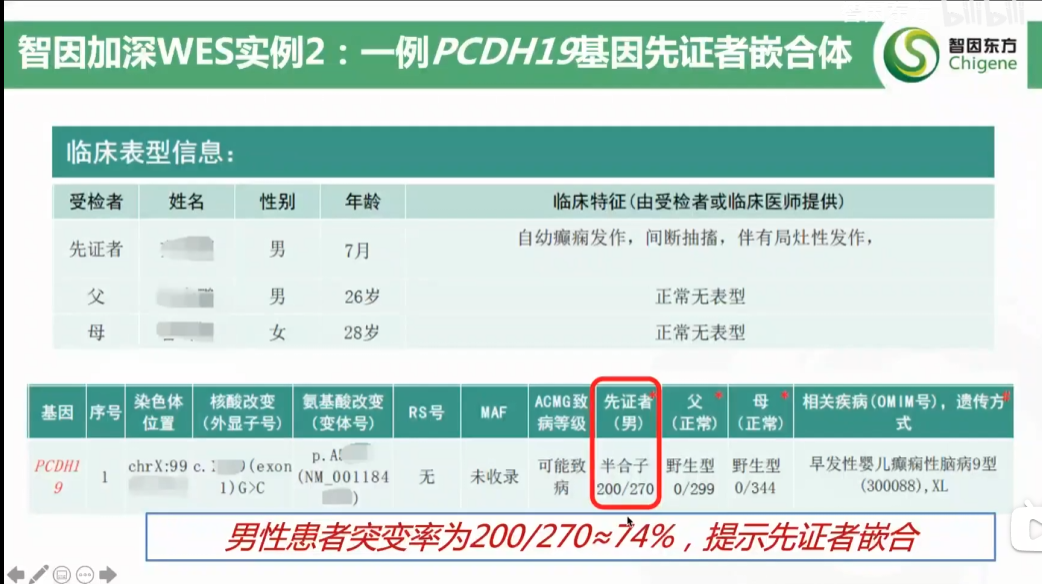 智因加深WES实例2：一例PCDH19基因先证者嵌合体
智因东方
Chigene
临床表型信息：
受检者 姓名 性别 年龄 临床特征(由受检者或临床医师提供)
先证者 男 7月 自幼癫痫发作，间断抽搐，伴有局灶性发作，
父 男 26岁 正常无表型
母 女 28岁 正常无表型
基因 序号 染色体位置 核酸改变(外显子号) 氨基酸改变(变体号) RS号 MAF ACMG致病等级 先证者(男) 父(正常) 母(正常) 相关疾病(OMIM号)，遗传方式
PCDH19 1 chrX:99 c. (exon1)G>C p.A (NM_001184 ) 无 未收录 可能致病 半合子 200/270 野生型 0/299 野生型 0/344 早发性婴儿癫痫性脑病9型(300088),XL
男性患者突变率为200/270≈74%，提示先证者嵌合